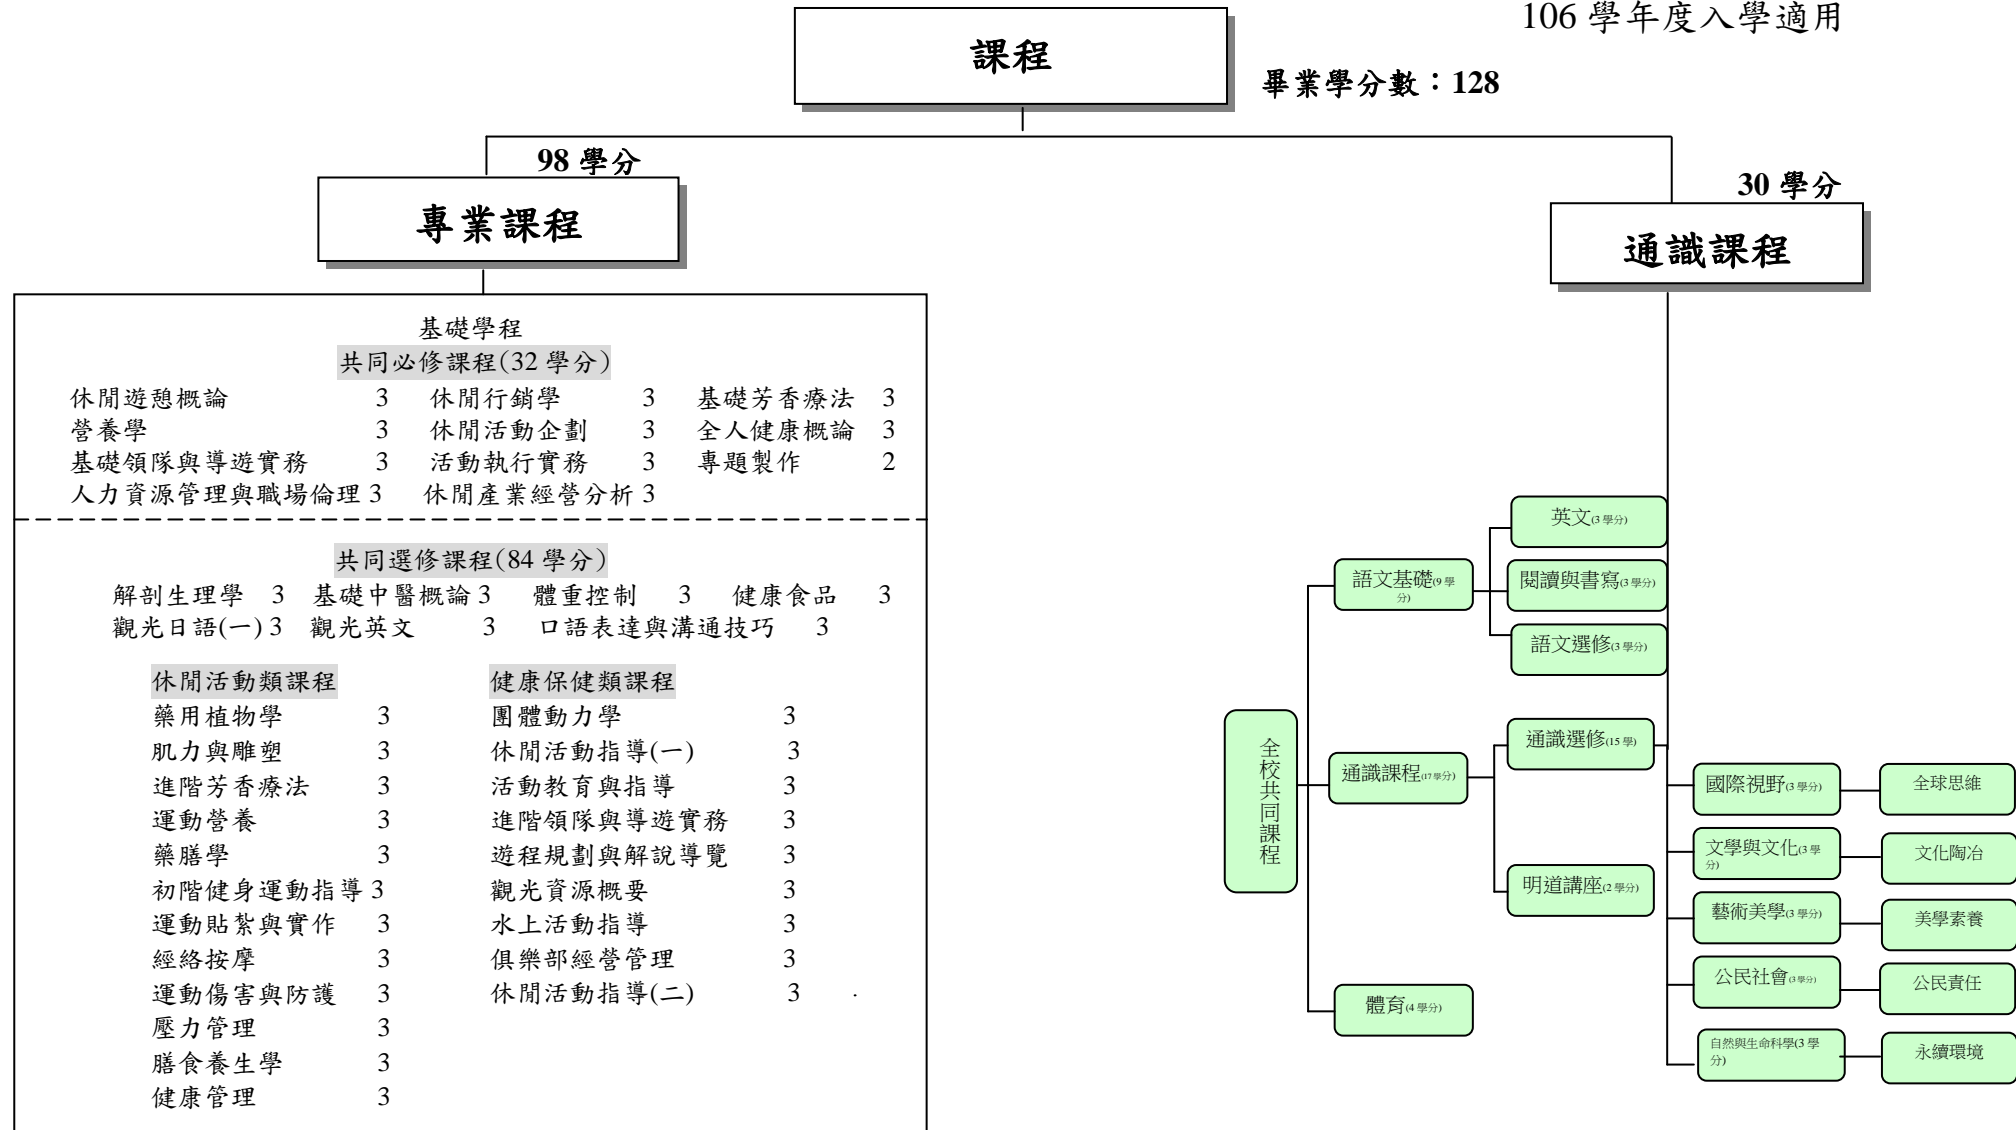 106 學年度入學適用
課程
畢業學分數：128
98 學分
專業課程
30 學分
通識課程
基礎學程
共同必修課程(32 學分)
休閒遊憩概論 3 休閒行銷學 3 基礎芳香療法 3
營養學 3 休閒活動企劃 3 全人健康概論 3
基礎領隊與導遊實務 3 活動執行實務 3 專題製作 2
人力資源管理與職場倫理 3 休閒產業經營分析 3
共同選修課程(84 學分)
解剖生理學 3 基礎中醫概論 3 體重控制 3 健康食品 3
觀光日語(一) 3 觀光英文 3 口語表達與溝通技巧 3
休閒活動類課程 健康保健類課程
藥用植物學 3 團體動力學 3
肌力與雕塑 3 休閒活動指導(一) 3
進階芳香療法 3 活動教育與指導 3
運動營養 3 進階領隊與導遊實務 3
藥膳學 3 遊程規劃與解說導覽 3
初階健身運動指導 3 觀光資源概要 3
運動貼紮與實作 3 水上活動指導 3
經絡按摩 3 俱樂部經營管理 3
運動傷害與防護 3 休閒活動指導(二) 3 .
壓力管理 3
膳食養生學 3
健康管理 3
全校共同課程
語文基礎(9 學
分)
英文(3 學分)
閱讀與書寫(3 學分)
語文選修(3 學分)
通識課程(17 學分)
通識選修(15 學)
明道講座(2 學分)
體育(4 學分)
國際視野(3 學分)
全球思維
文學與文化(3 學
分)
文化陶冶
藝術美學(3 學分)
美學素養
公民社會(3 學分)
公民責任
自然與生命科學(3 學
分)
永續環境